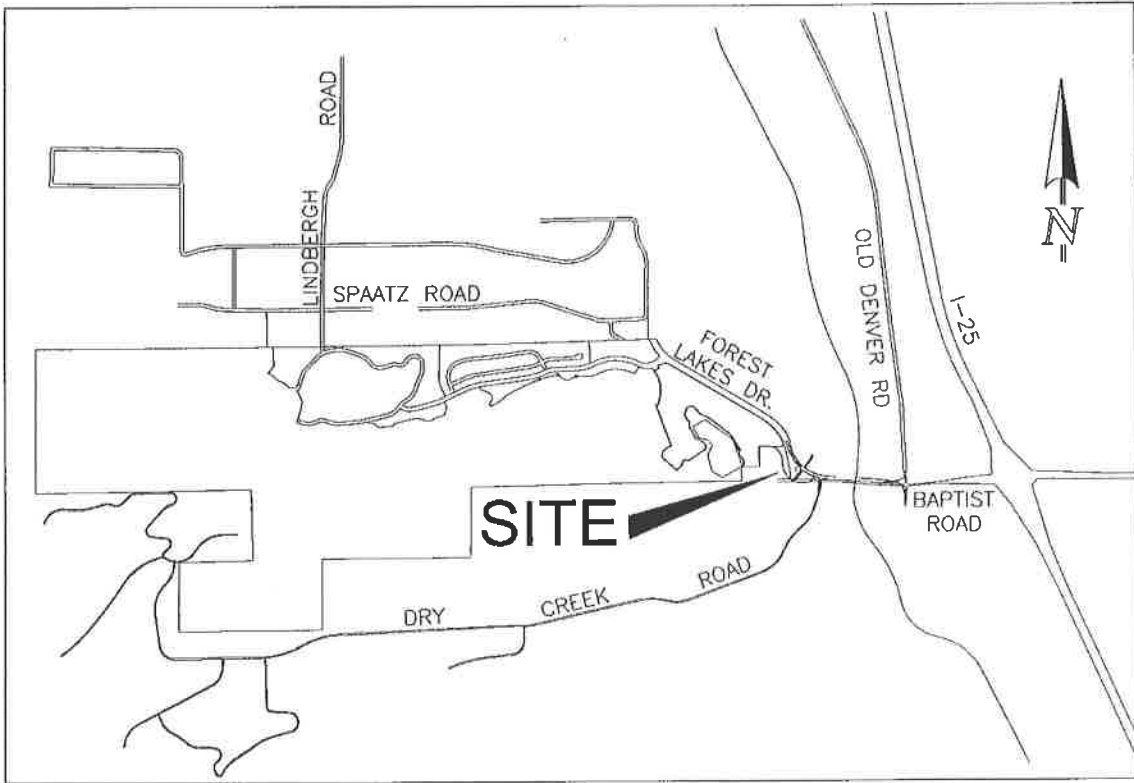 ROAD
LINDBERGH
SPAATZ ROAD
FOREST
LAKES DR.
OLD DENVER RD
I-25
N
SITE
BAPTIST
ROAD
DRY CREEK ROAD